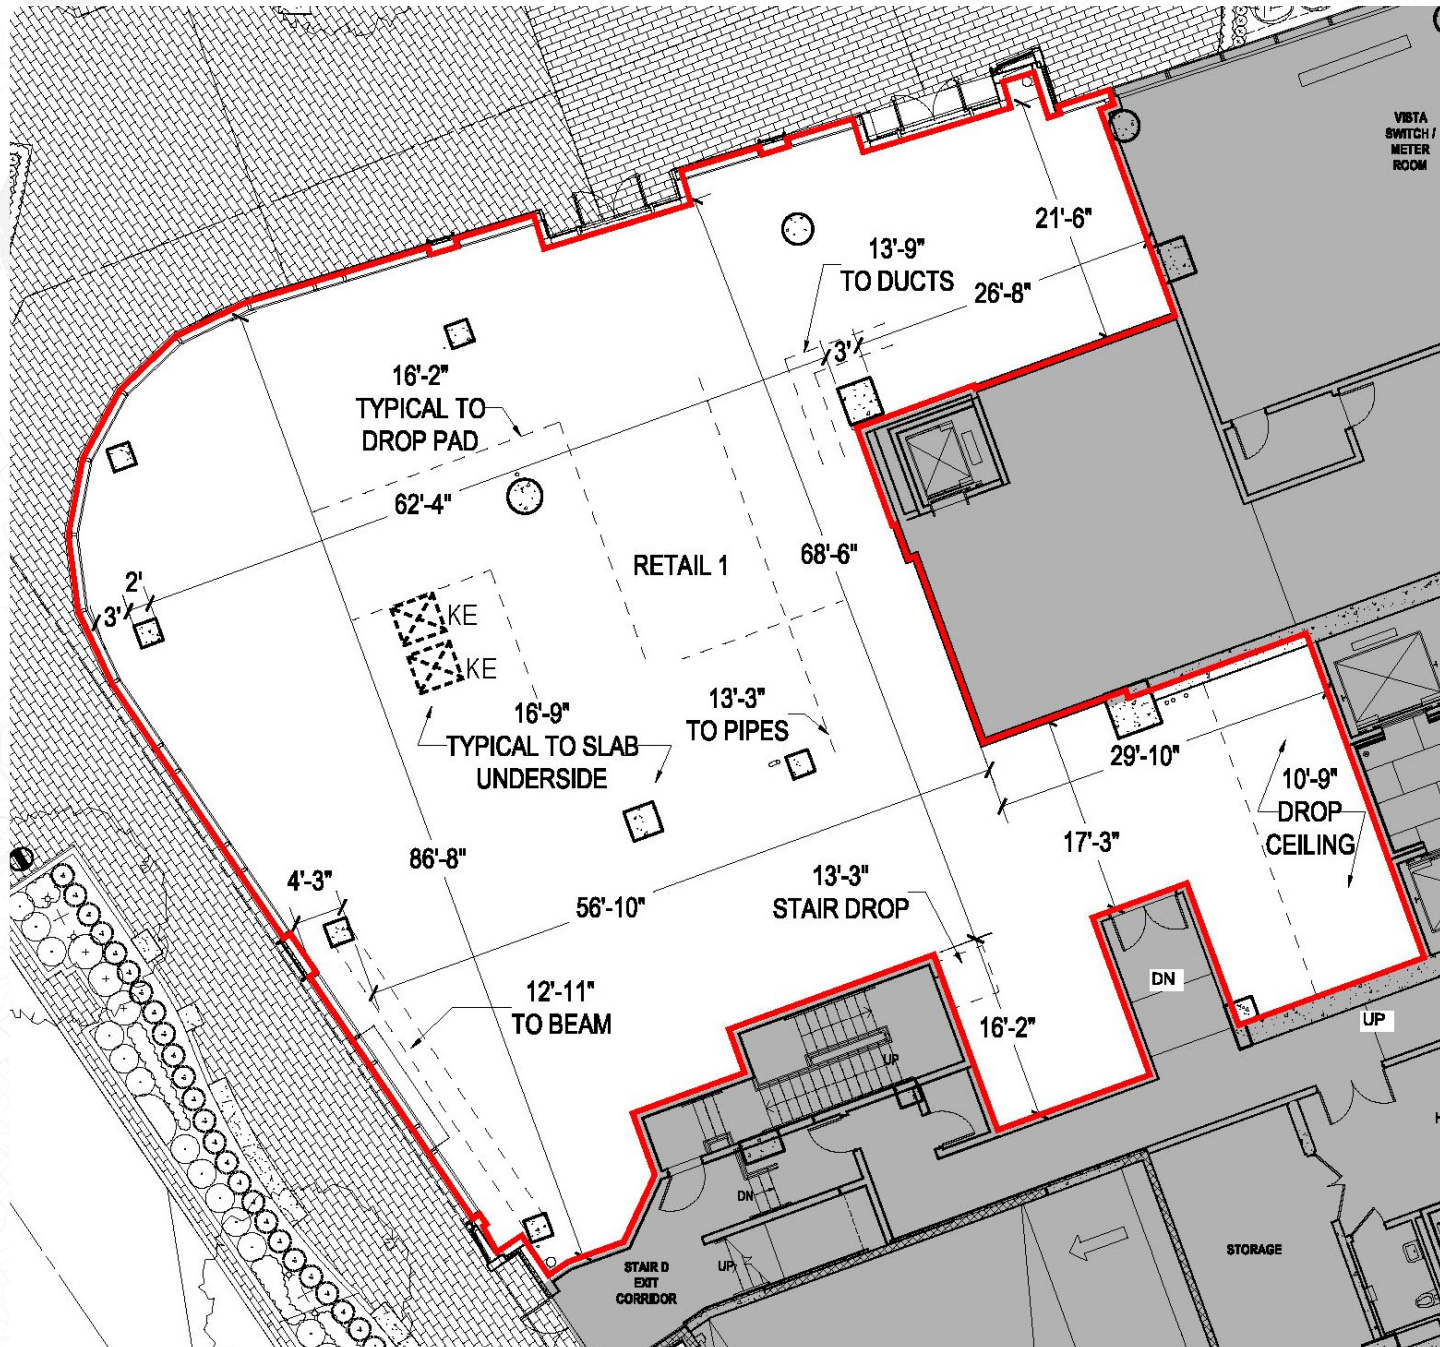 VISTA
SWITCH /
METER
ROOM
21'-6"
13'-9"
TO DUCTS
26'-8"
3'
16'-2"
TYPICAL TO
DROP PAD
62'-4"
RETAIL 1
68'-6"
2'
3'
KE
KE
16'-9"
TYPICAL TO SLAB
UNDERSIDE
13'-3"
TO PIPES
29'-10"
10'-9"
DROP
CEILING
17'-3"
86'-8"
4'-3"
56'-10"
13'-3"
STAIR DROP
12'-11"
TO BEAM
16'-2"
DN
UP
UP
DN
UP
STAIR D
EXIT
CORRIDOR
STORAGE
H